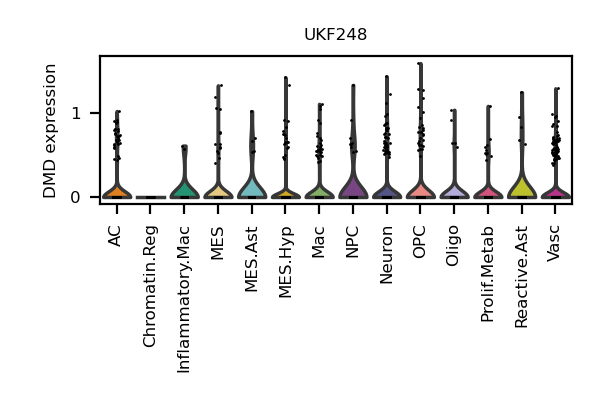 UKF248
DMD expression
1
0
AC
Chromatin.Reg
Inflammatory.Mac
MES
MES.Ast
MES.Hyp
Mac
NPC
Neuron
OPC
Oligo
Prolif.Metab
Reactive.Ast
Vasc